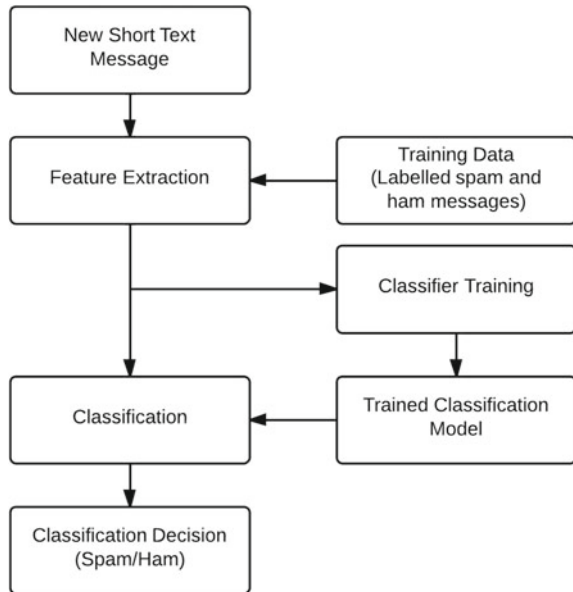 New Short Text
Message
Feature Extraction
Training Data
(Labelled spam and
ham messages)
Classifier Training
Classification
Trained Classification
Model
Classification Decision
(Spam/Ham)